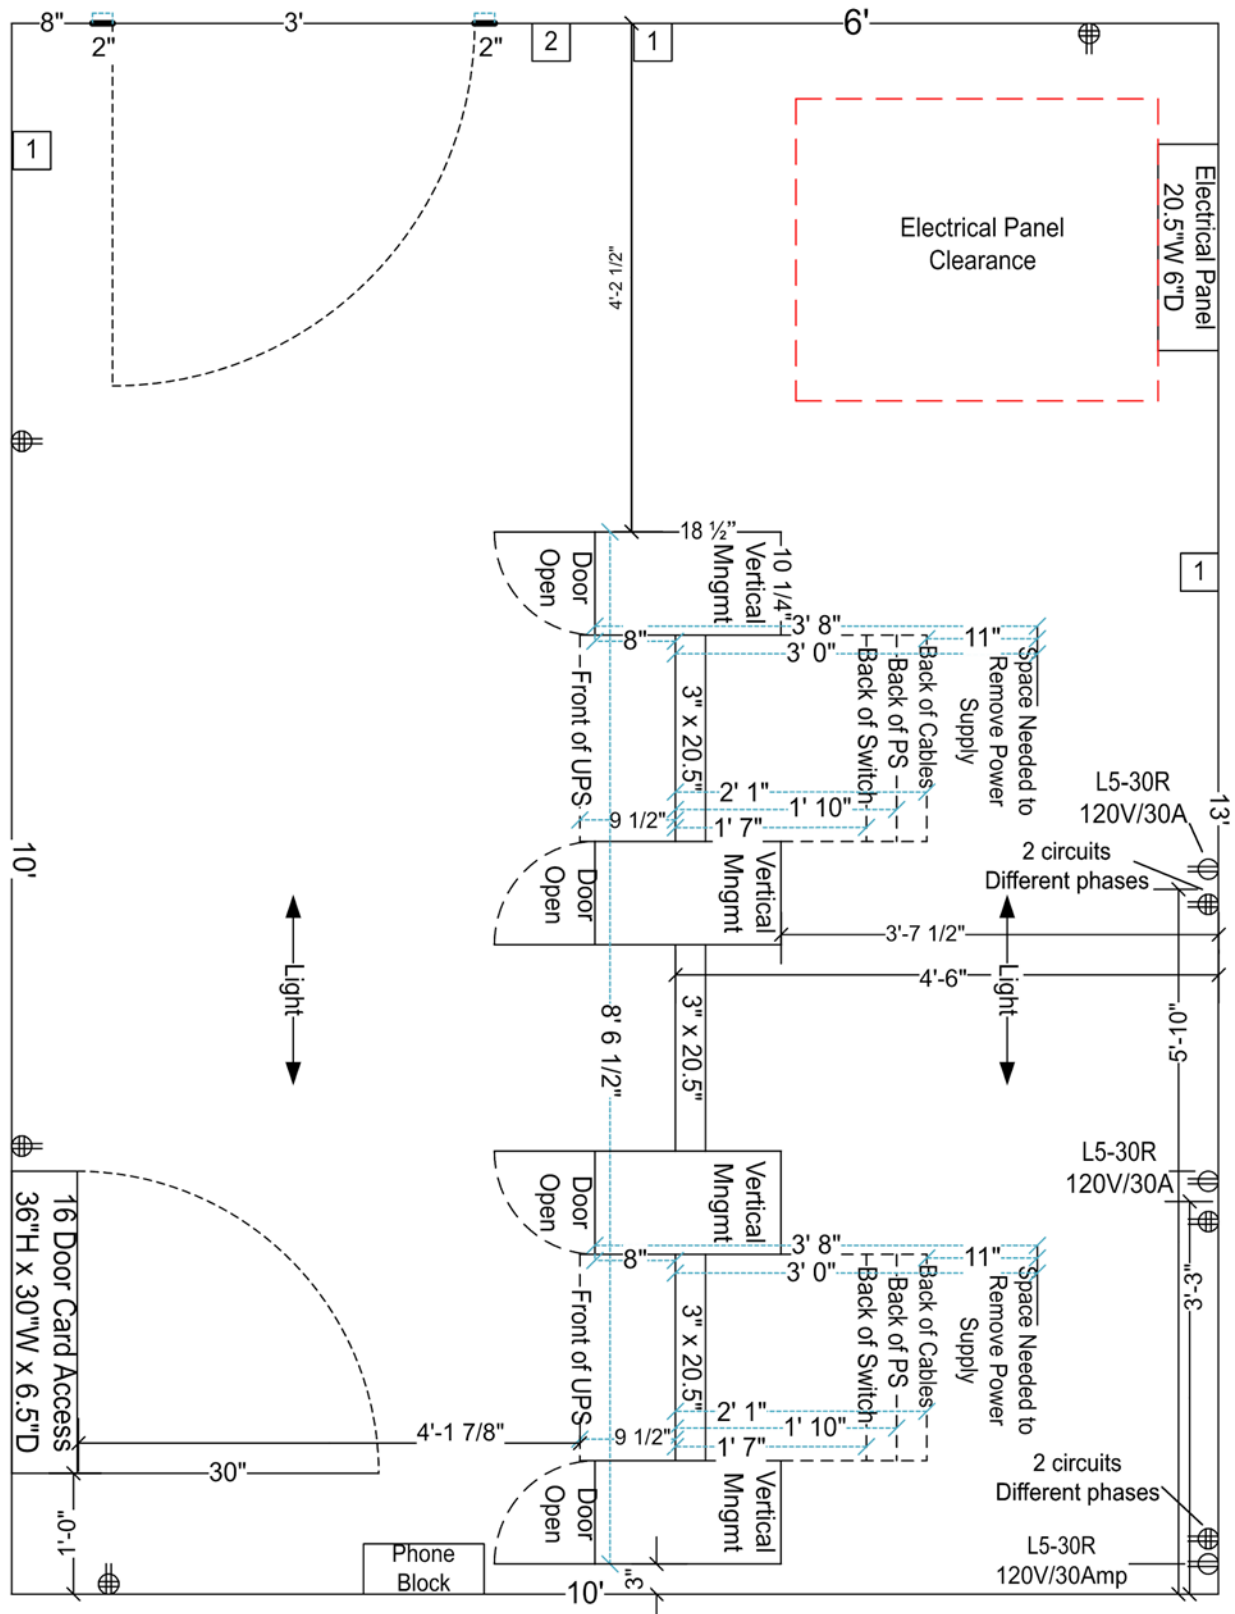 8"
3'
6'
2"
2"
2
1
1
Electrical Panel
20.5"W 6"D
Electrical Panel
Clearance
4'-2 1/2"
18 ½"
10 1/4"
Vertical
Mngmt
Door
Open
1
3' 8"
8"
11"
3' 0"
Space Needed to
Remove Power
Supply
Back of Cables
Back of PS
Back of Switch
3" x 20.5"
Front of UPS
2' 1"
1' 10"
9 1/2"
1' 7"
L5-30R
120V/30A
13'
2 circuits
Different phases
10'
Vertical
Mngmt
Door
Open
3'-7 1/2"
4'-6"
Light
Light
3" x 20.5"
8' 6 1/2"
5'-10"
L5-30R
120V/30A
Vertical
Mngmt
Door
Open
16 Door Card Access
36"H x 30"W x 6.5"D
3' 8"
8"
11"
3' 0"
Space Needed to
Remove Power
Supply
Back of Cables
Back of PS
Back of Switch
3" x 20.5"
Front of UPS
3'-3"
2' 1"
1' 10"
9 1/2"
1' 7"
4'-1 7/8"
30"
2 circuits
Different phases
Vertical
Mngmt
Door
Open
1'-0"
L5-30R
120V/30Amp
Phone
Block
10'
3"